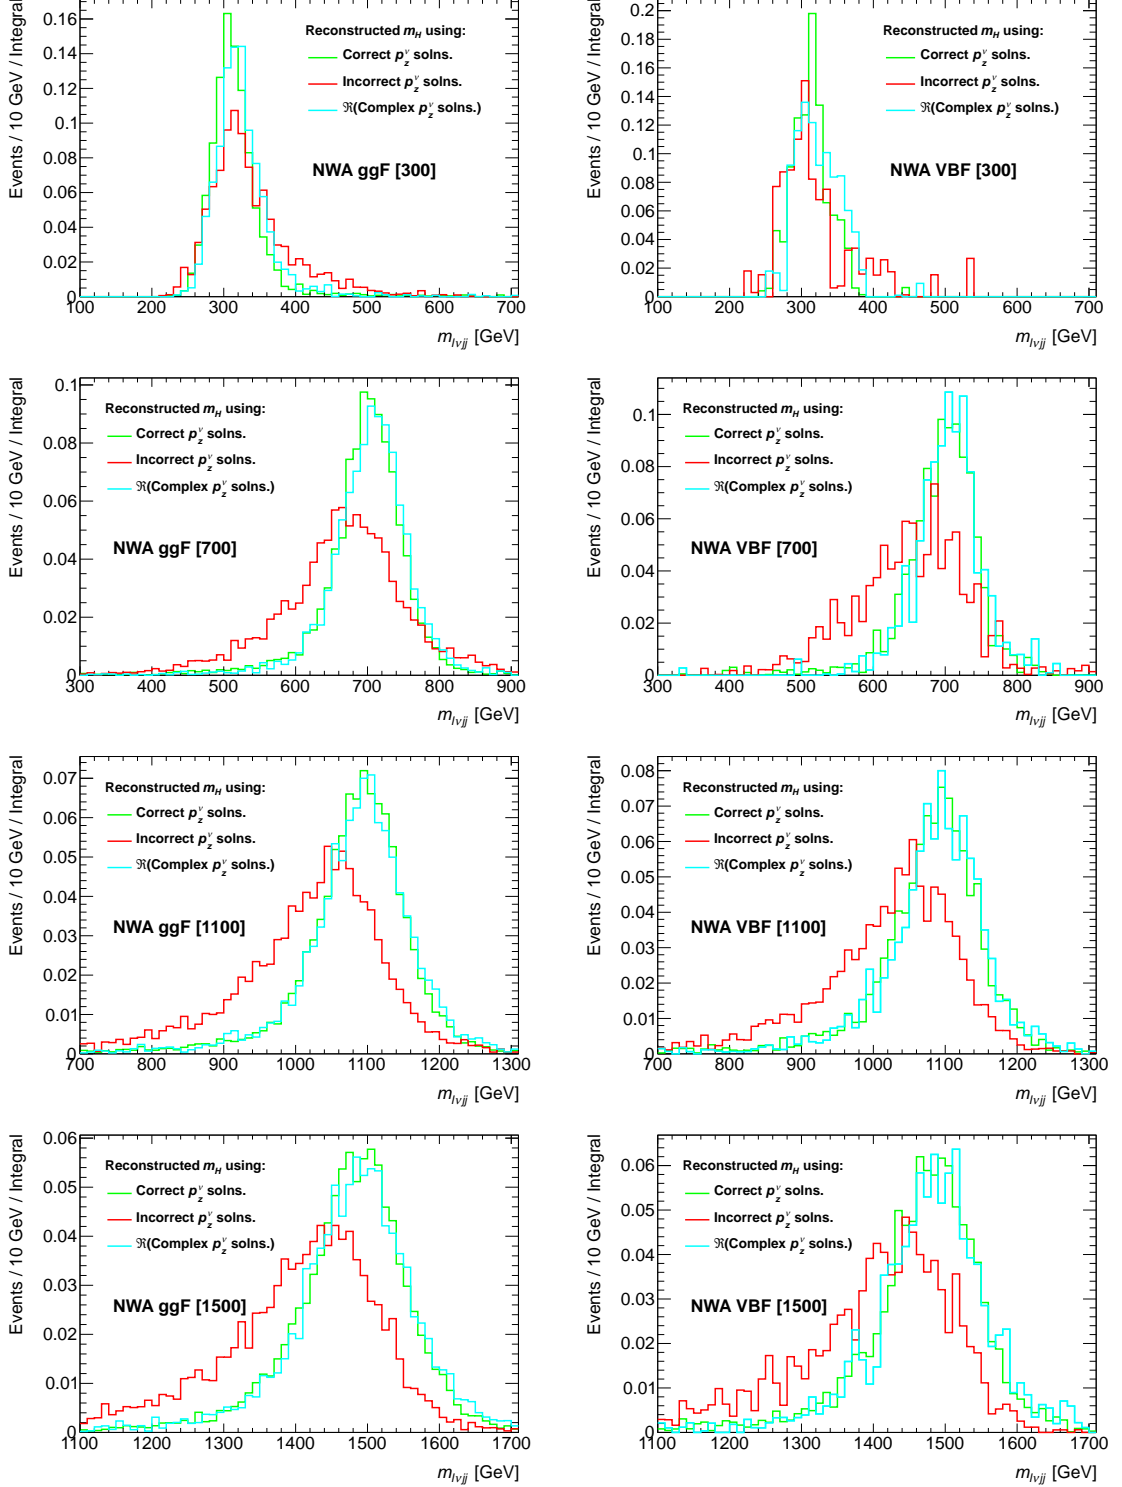 Events / 10 GeV / Integral
0.16
0.14
0.12
0.1
0.08
0.06
0.04
0.02
0
Reconstructed m_H using:
Correct p_z^ν solns.
Incorrect p_z^ν solns.
ℜ(Complex p_z^ν solns.)
NWA ggF [300]
100 200 300 400 500 600 700
m_lνjj [GeV]
Events / 10 GeV / Integral
0.2
0.18
0.16
0.14
0.12
0.1
0.08
0.06
0.04
0.02
0
Reconstructed m_H using:
Correct p_z^ν solns.
Incorrect p_z^ν solns.
ℜ(Complex p_z^ν solns.)
NWA VBF [300]
100 200 300 400 500 600 700
m_lνjj [GeV]
Events / 10 GeV / Integral
0.1
0.08
0.06
0.04
0.02
0
Reconstructed m_H using:
Correct p_z^ν solns.
Incorrect p_z^ν solns.
ℜ(Complex p_z^ν solns.)
NWA ggF [700]
300 400 500 600 700 800 900
m_lνjj [GeV]
Events / 10 GeV / Integral
0.1
0.08
0.06
0.04
0.02
0
Reconstructed m_H using:
Correct p_z^ν solns.
Incorrect p_z^ν solns.
ℜ(Complex p_z^ν solns.)
NWA VBF [700]
300 400 500 600 700 800 900
m_lνjj [GeV]
Events / 10 GeV / Integral
0.07
0.06
0.05
0.04
0.03
0.02
0.01
0
Reconstructed m_H using:
Correct p_z^ν solns.
Incorrect p_z^ν solns.
ℜ(Complex p_z^ν solns.)
NWA ggF [1100]
700 800 900 1000 1100 1200 1300
m_lνjj [GeV]
Events / 10 GeV / Integral
0.08
0.07
0.06
0.05
0.04
0.03
0.02
0.01
0
Reconstructed m_H using:
Correct p_z^ν solns.
Incorrect p_z^ν solns.
ℜ(Complex p_z^ν solns.)
NWA VBF [1100]
700 800 900 1000 1100 1200 1300
m_lνjj [GeV]
Events / 10 GeV / Integral
0.06
0.05
0.04
0.03
0.02
0.01
0
Reconstructed m_H using:
Correct p_z^ν solns.
Incorrect p_z^ν solns.
ℜ(Complex p_z^ν solns.)
NWA ggF [1500]
1100 1200 1300 1400 1500 1600 1700
m_lνjj [GeV]
Events / 10 GeV / Integral
0.06
0.05
0.04
0.03
0.02
0.01
0
Reconstructed m_H using:
Correct p_z^ν solns.
Incorrect p_z^ν solns.
ℜ(Complex p_z^ν solns.)
NWA VBF [1500]
1100 1200 1300 1400 1500 1600 1700
m_lνjj [GeV]